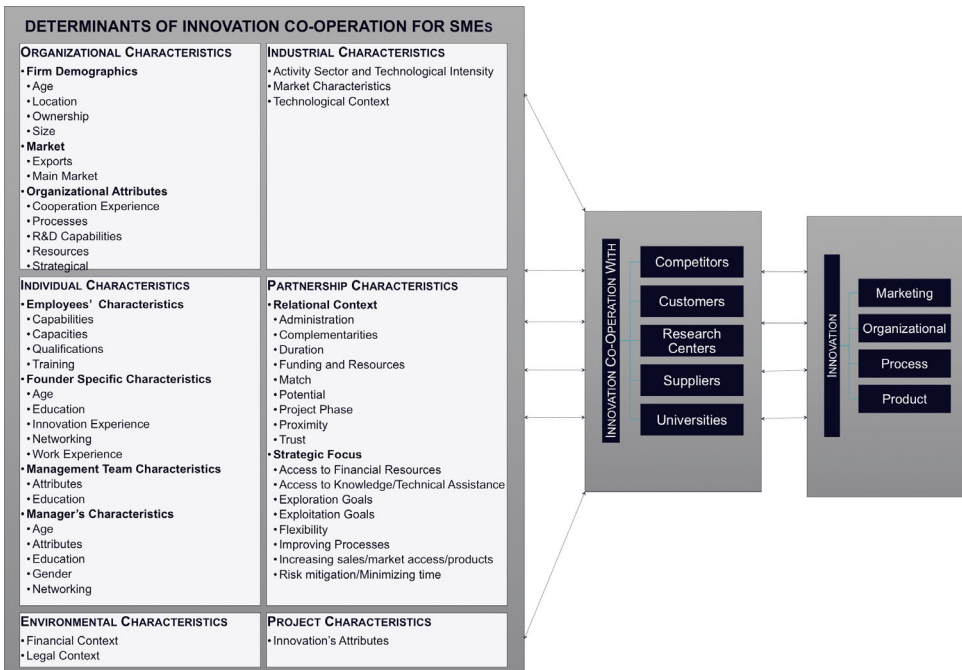 DETERMINANTS OF INNOVATION CO-OPERATION FOR SMEs
ORGANIZATIONAL CHARACTERISTICS
• Firm Demographics
• Age
• Location
• Ownership
• Size
• Market
• Exports
• Main Market
• Organizational Attributes
• Cooperation Experience
• Processes
• R&D Capabilities
• Resources
• Strategical
INDUSTRIAL CHARACTERISTICS
• Activity Sector and Technological Intensity
• Market Characteristics
• Technological Context
INDIVIDUAL CHARACTERISTICS
• Employees' Characteristics
• Capabilities
• Capacities
• Qualifications
• Training
• Founder Specific Characteristics
• Age
• Education
• Innovation Experience
• Networking
• Work Experience
• Management Team Characteristics
• Attributes
• Education
• Manager's Characteristics
• Age
• Attributes
• Education
• Gender
• Networking
PARTNERSHIP CHARACTERISTICS
• Relational Context
• Administration
• Complementarities
• Duration
• Funding and Resources
• Match
• Potential
• Project Phase
• Proximity
• Trust
• Strategic Focus
• Access to Financial Resources
• Access to Knowledge/Technical Assistance
• Exploration Goals
• Exploitation Goals
• Flexibility
• Improving Processes
• Increasing sales/market access/products
• Risk mitigation/Minimizing time
ENVIRONMENTAL CHARACTERISTICS
• Financial Context
• Legal Context
PROJECT CHARACTERISTICS
• Innovation's Attributes
INNOVATION CO-OPERATION WITH
Competitors
Customers
Research
Centers
Suppliers
Universities
INNOVATION
Marketing
Organizational
Process
Product